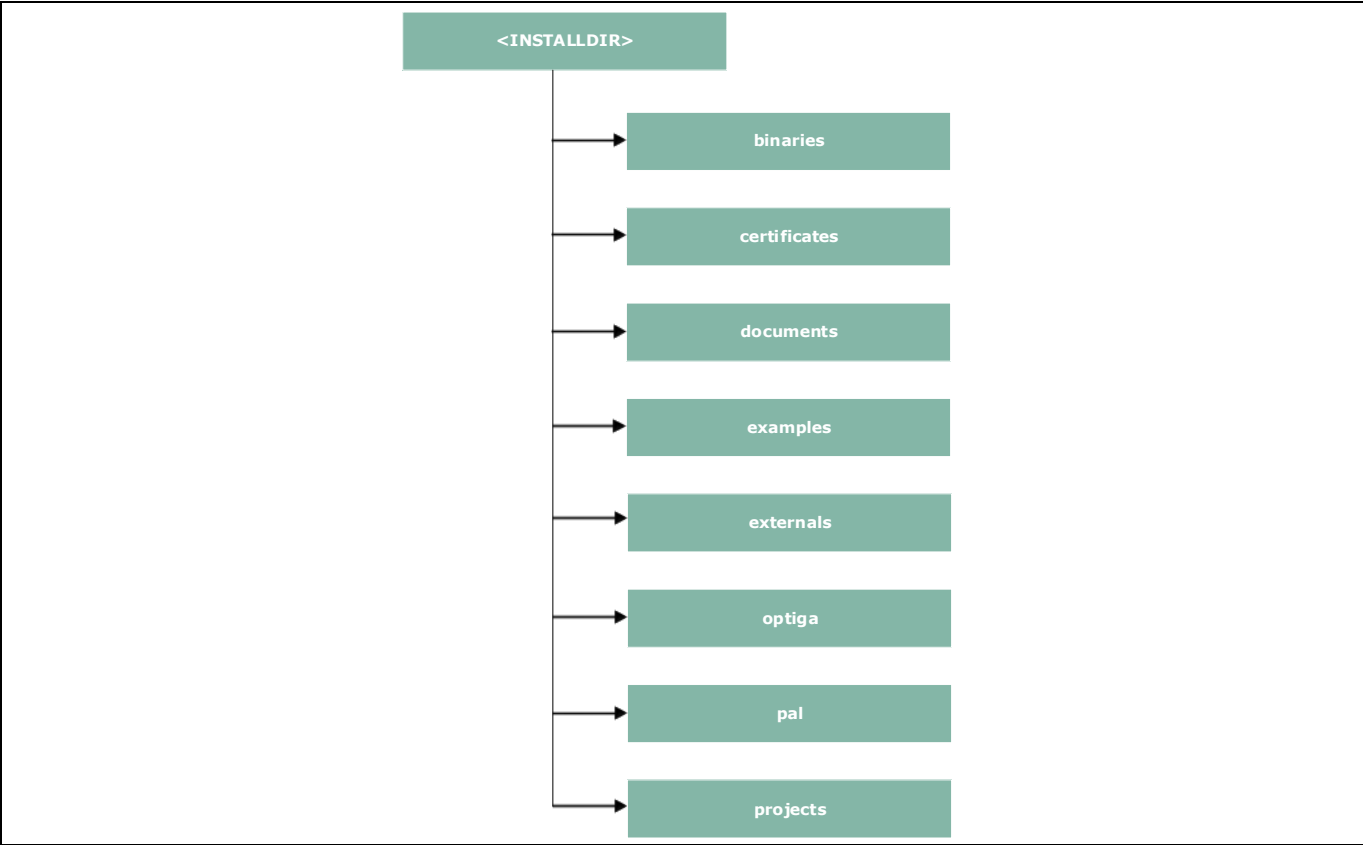 <INSTALLDIR>
binaries
certificates
documents
examples
externals
optiga
pal
projects